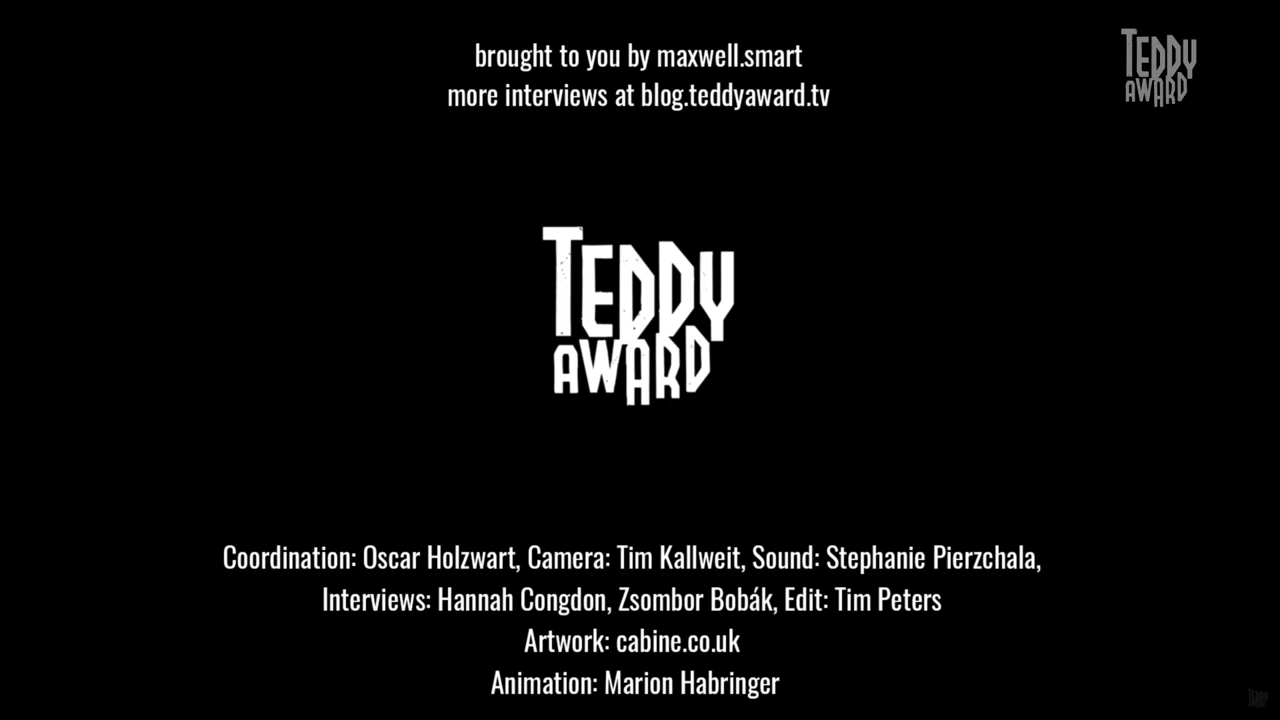 brought to you by maxwell.smart
more interviews at blog.teddyaward.tv
TEDDY
AWARD
TEDDY
AWARD
Coordination: Oscar Holzwart, Camera: Tim Kallweit, Sound: Stephanie Pierzchala,
Interviews: Hannah Congdon, Zsombor Bobák, Edit: Tim Peters
Artwork: cabine.co.uk
Animation: Marion Habringer
TEDDY
AWARD